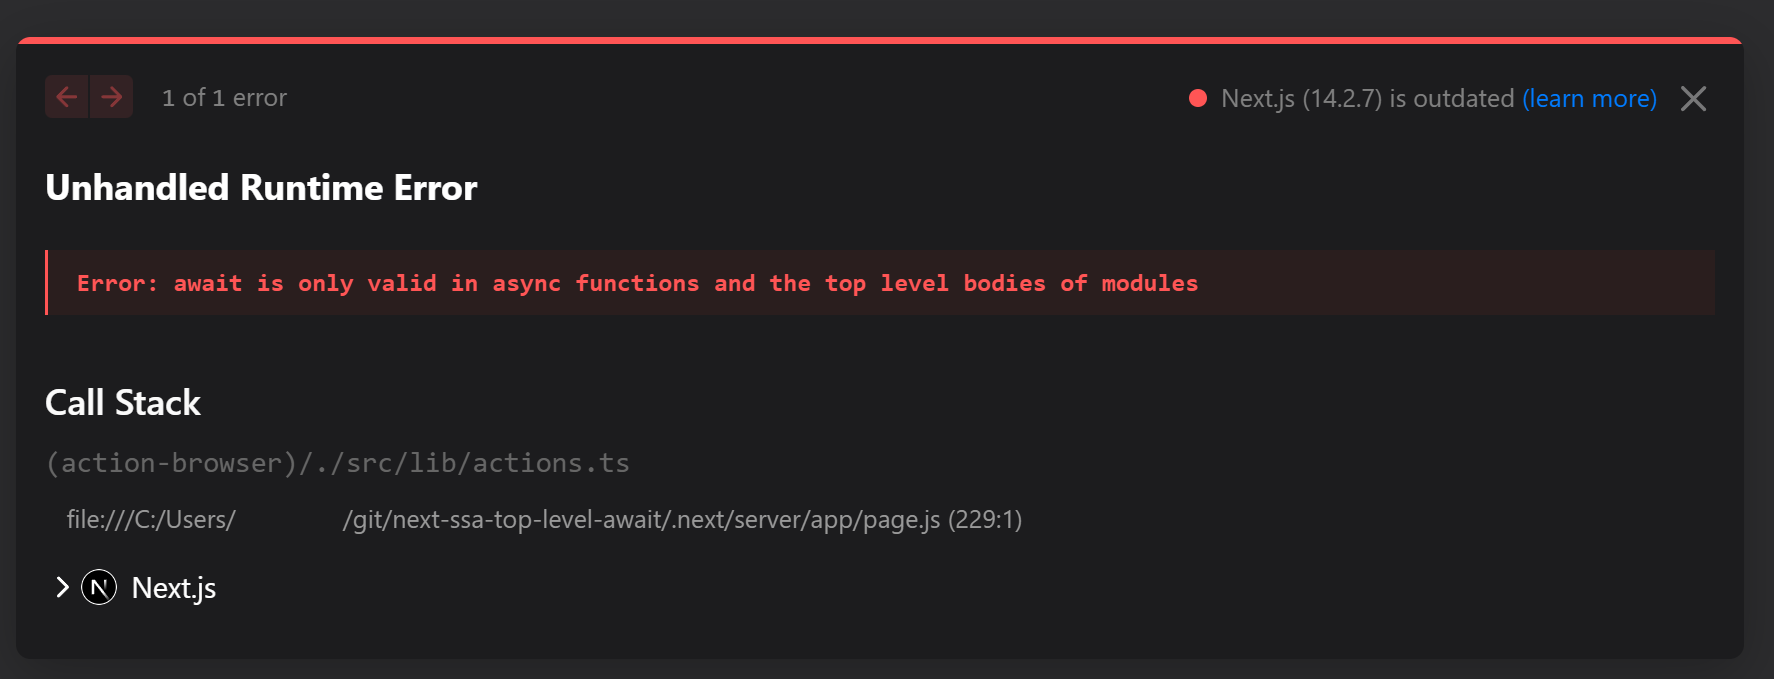 1 of 1 error
Next.js (14.2.7) is outdated (learn more)
Unhandled Runtime Error
Error: await is only valid in async functions and the top level bodies of modules
Call Stack
(action-browser)/./src/lib/actions.ts
file:///C:/Users/ /git/next-ssa-top-level-await/.next/server/app/page.js (229:1)
N Next.js